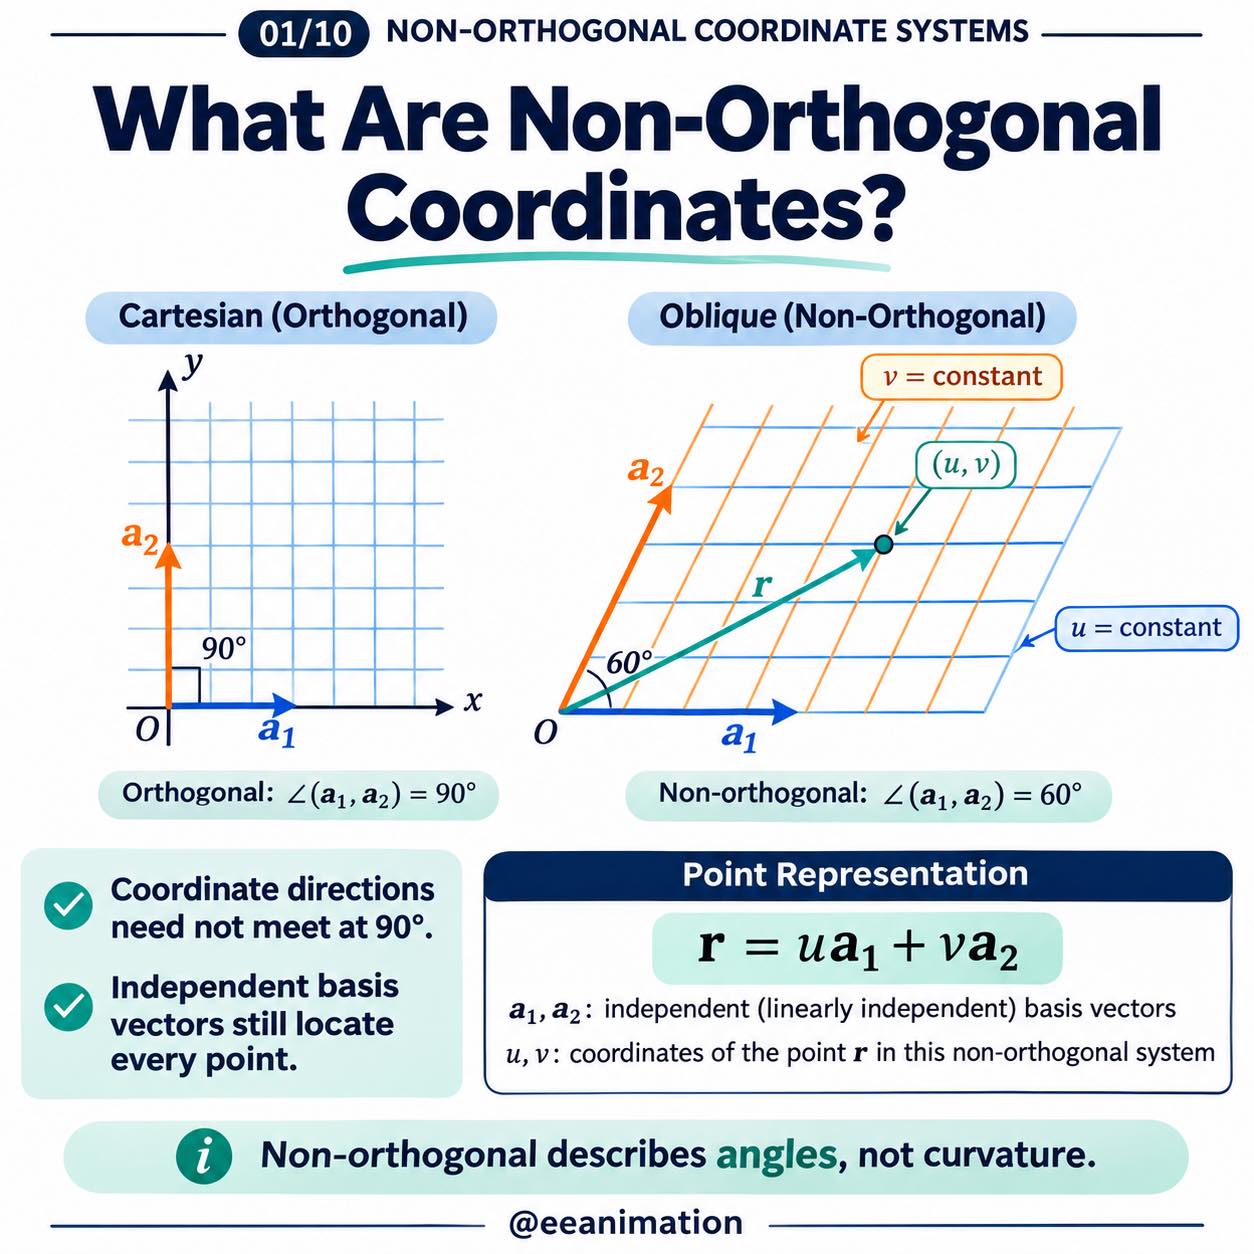 01/10 NON-ORTHOGONAL COORDINATE SYSTEMS
What Are Non-Orthogonal
Coordinates?
Cartesian (Orthogonal)
y
a₂
90°
O
a₁
x
Orthogonal: ∠(a₁, a₂) = 90°
Oblique (Non-Orthogonal)
v = constant
a₂
(u, v)
r
u = constant
60°
O
a₁
Non-orthogonal: ∠(a₁, a₂) = 60°
Coordinate directions
need not meet at 90°.
Independent basis
vectors still locate
every point.
Point Representation
r = ua₁ + va₂
a₁, a₂: independent (linearly independent) basis vectors
u, v: coordinates of the point r in this non-orthogonal system
i Non-orthogonal describes angles, not curvature.
@eeanimation